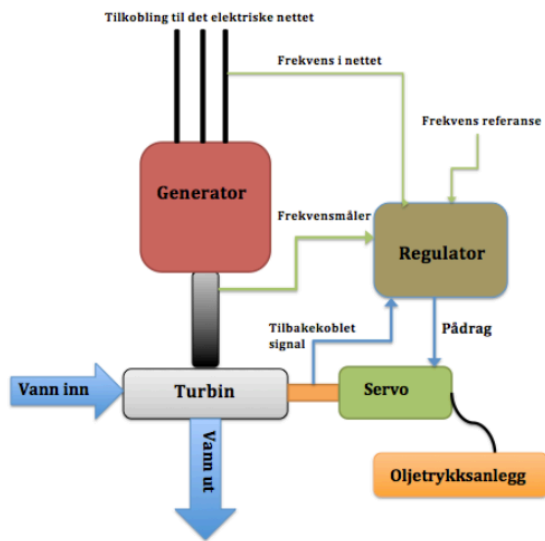 Tilkobling til det elektriske nettet
Frekvens i nettet
Frekvens referanse
Generator
Frekvensmåler
Regulator
Tilbakekoblet
signal
Pådrag
Vann inn
Turbin
Servo
Vann ut
Oljetrykksanlegg